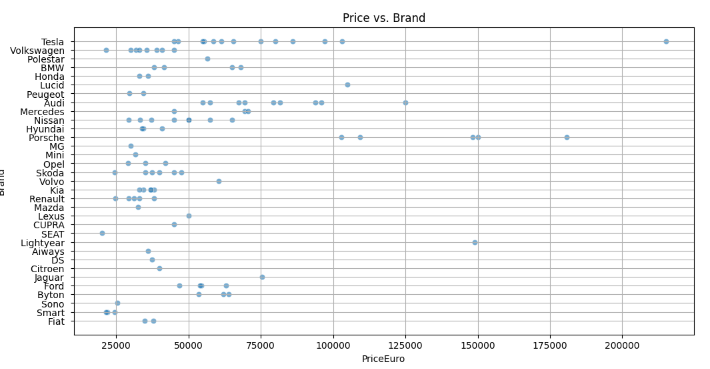 Price vs. Brand
Tesla
Volkswagen
Polestar
BMW
Honda
Lucid
Peugeot
Audi
Mercedes
Nissan
Hyundai
Porsche
MG
Mini
Opel
Skoda
Volvo
Kia
Renault
Mazda
Lexus
CUPRA
SEAT
Lightyear
Aiways
DS
Citroen
Jaguar
Ford
Byton
Sono
Smart
Fiat
Brand
25000 50000 75000 100000 125000 150000 175000 200000
PriceEuro